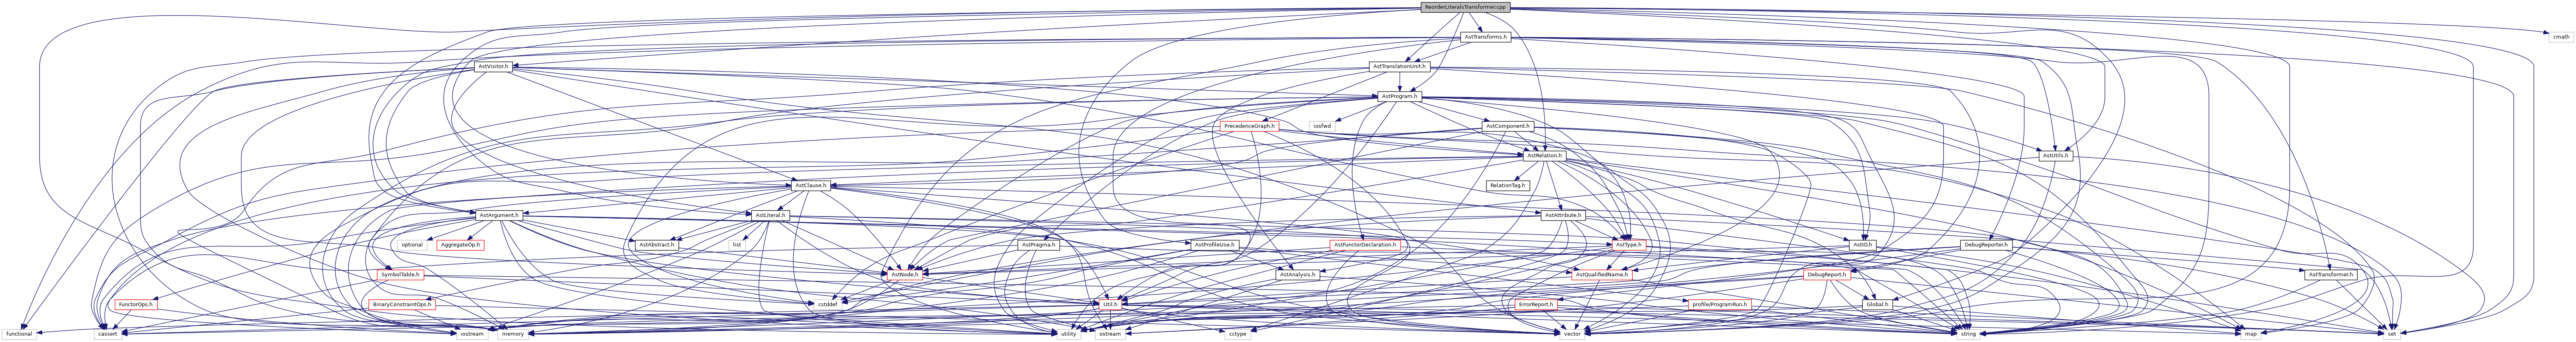 ReorderLiteralsTransformer.cpp
AstTransforms.h
cmath
AstVisitor.h
AstTranslationUnit.h
AstProgram.h
PrecedenceGraph.h
iosfwd
AstComponent.h
AstRelation.h
AstUtils.h
AstClause.h
RelationTag.h
AstArgument.h
AstLiteral.h
AstAttribute.h
optional
AggregateOp.h
AstAbstract.h
list
AstPragma.h
AstProfileUse.h
AstFunctorDeclaration.h
AstType.h
AstIO.h
DebugReporter.h
SymbolTable.h
AstNode.h
AstAnalysis.h
AstQualifiedName.h
DebugReport.h
AstTransformer.h
FunctorOps.h
BinaryConstraintOps.h
cstddef
Util.h
ErrorReport.h
profile/ProgramRun.h
Global.h
functional
cassert
iostream
memory
utility
ostream
cctype
vector
string
map
set